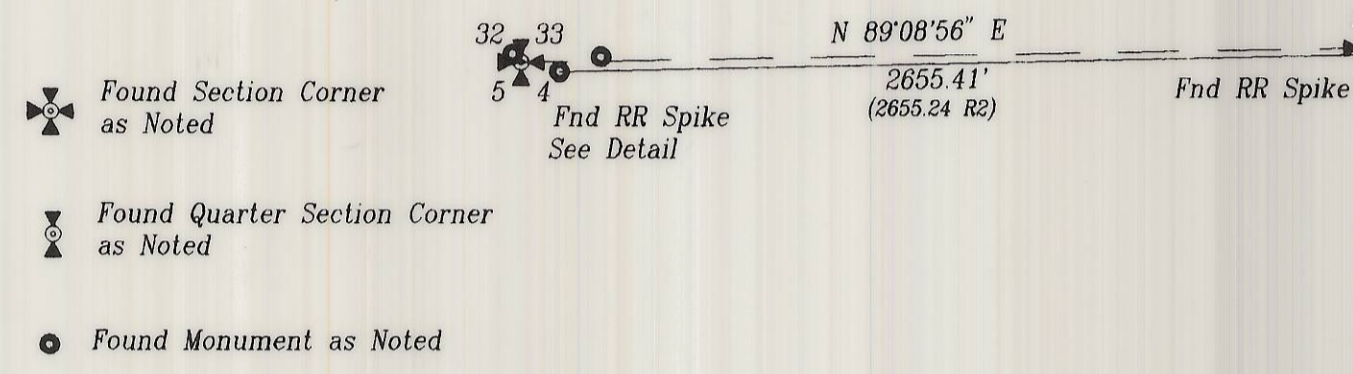 32 33
5 4
N 89°08'56" E
2655.41'
(2655.24 R2)
Fnd RR Spike
See Detail
Fnd RR Spike
Found Section Corner
as Noted
Found Quarter Section Corner
as Noted
Found Monument as Noted